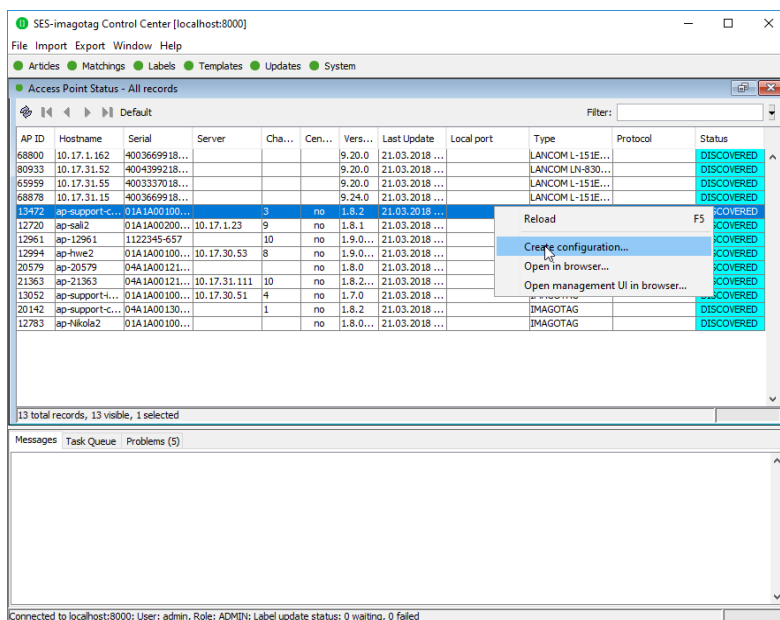 SES-imagotag Control Center [localhost:8000]
File Import Export Window Help
Articles Matchings Labels Templates Updates System
Access Point Status - All records
Default Filter:
AP ID Hostname Serial Server Cha... Cen... Vers... Last Update Local port Type Protocol Status
68800 10.17.1.162 4003669918... 9.20.0 21.03.2018 ... LANCOM L-151E... DISCOVERED
80933 10.17.31.52 4004399218... 9.20.0 21.03.2018 ... LANCOM LN-830... DISCOVERED
65959 10.17.31.55 4003337018... 9.20.0 21.03.2018 ... LANCOM L-151E... DISCOVERED
68878 10.17.31.15 4003669918... 9.24.0 21.03.2018 ... LANCOM L-151E... DISCOVERED
13472 ap-support-c... 01A1A00100... 3 no 1.8.2 21.03.2018 ...
12720 ap-sali2 01A1A00200... 10.17.1.23 9 no 1.8.1 21.03.2018 ...
12961 ap-12961 1122345-657 10 no 1.9.0... 21.03.2018 ...
12994 ap-hwe2 01A1A00100... 10.17.30.53 8 no 1.9.0... 21.03.2018 ...
20579 ap-20579 04A1A00121... no 1.8.0 21.03.2018 ...
21363 ap-21363 04A1A00121... 10.17.31.111 10 no 1.8.2... 21.03.2018 ...
13052 ap-support-i... 01A1A00100... 10.17.30.51 4 no 1.7.0 21.03.2018 ... DISCOVERED
20142 ap-support-c... 04A1A00130... 1 no 1.8.2 21.03.2018 ... IMAGOTAG DISCOVERED
12783 ap-Nikola2 01A1A00100... no 1.8.0... 21.03.2018 ... IMAGOTAG DISCOVERED
Reload F5
Create configuration...
Open in browser...
Open management UI in browser...
13 total records, 13 visible, 1 selected
Messages Task Queue Problems (5)
Connected to localhost:8000; User: admin, Role: ADMIN; Label update status: 0 waiting, 0 failed